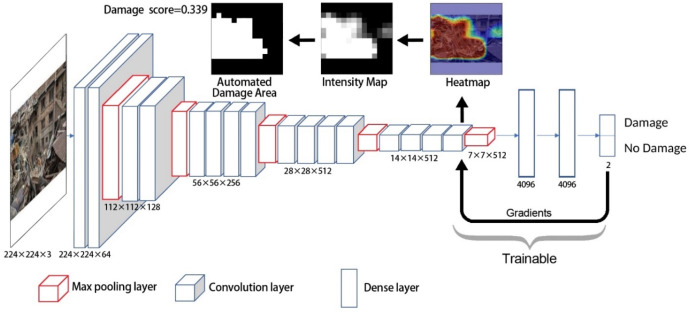 Damage score=0.339
Automated
Damage Area
Intensity Map
Heatmap
224×224×3
224×224×64
112×112×128
56×56×256
28×28×512
14×14×512
7×7×512
4096
4096
2
Damage
No Damage
Gradients
Trainable
Max pooling layer
Convolution layer
Dense layer